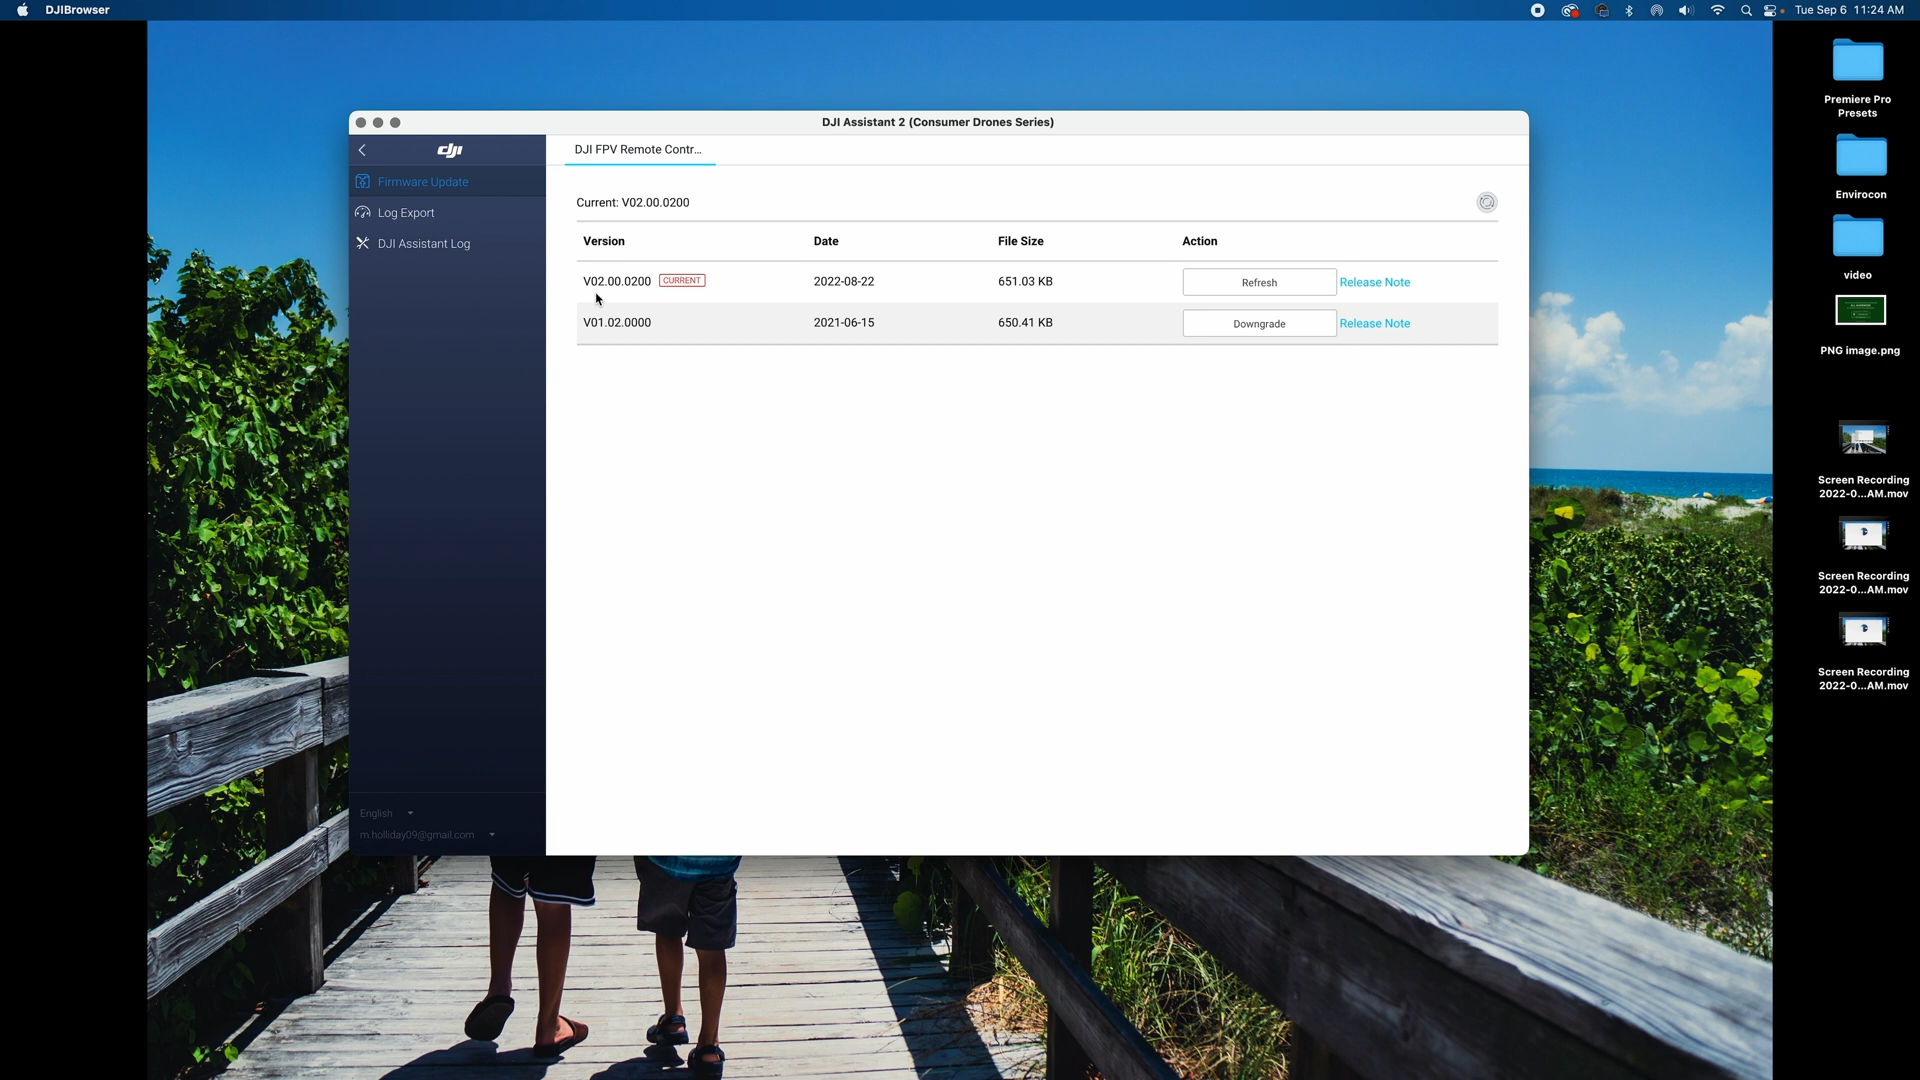 DJIBrowser
Tue Sep 6 11:24 AM
DJI Assistant 2 (Consumer Drones Series)
dji
DJI FPV Remote Contr...
Firmware Update
Log Export
DJI Assistant Log
Current: V02.00.0200
Version Date File Size Action
V02.00.0200 CURRENT 2022-08-22 651.03 KB Refresh Release Note
V01.02.0000 2021-06-15 650.41 KB Downgrade Release Note
English
m.holliday09@gmail.com
Premiere Pro
Presets
Envirocon
video
PNG image.png
Screen Recording
2022-0...AM.mov
Screen Recording
2022-0...AM.mov
Screen Recording
2022-0...AM.mov